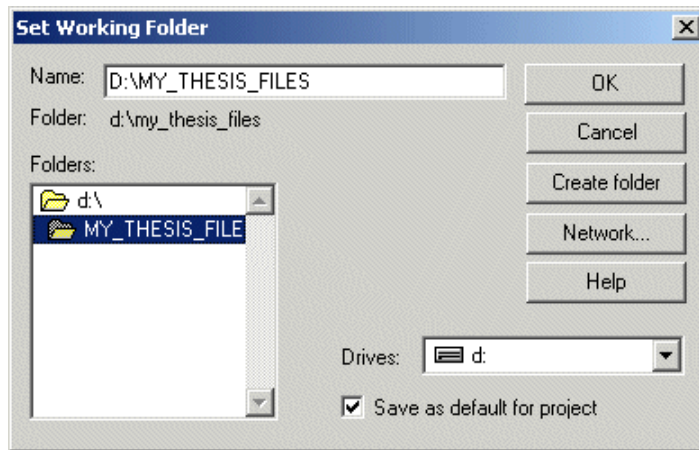 Set Working Folder
Name: D:\MY_THESIS_FILES
OK
Folder: d:\my_thesis_files
Cancel
Folders:
Create folder
d:\
MY_THESIS_FILE
Network...
Help
Drives: d:
Save as default for project